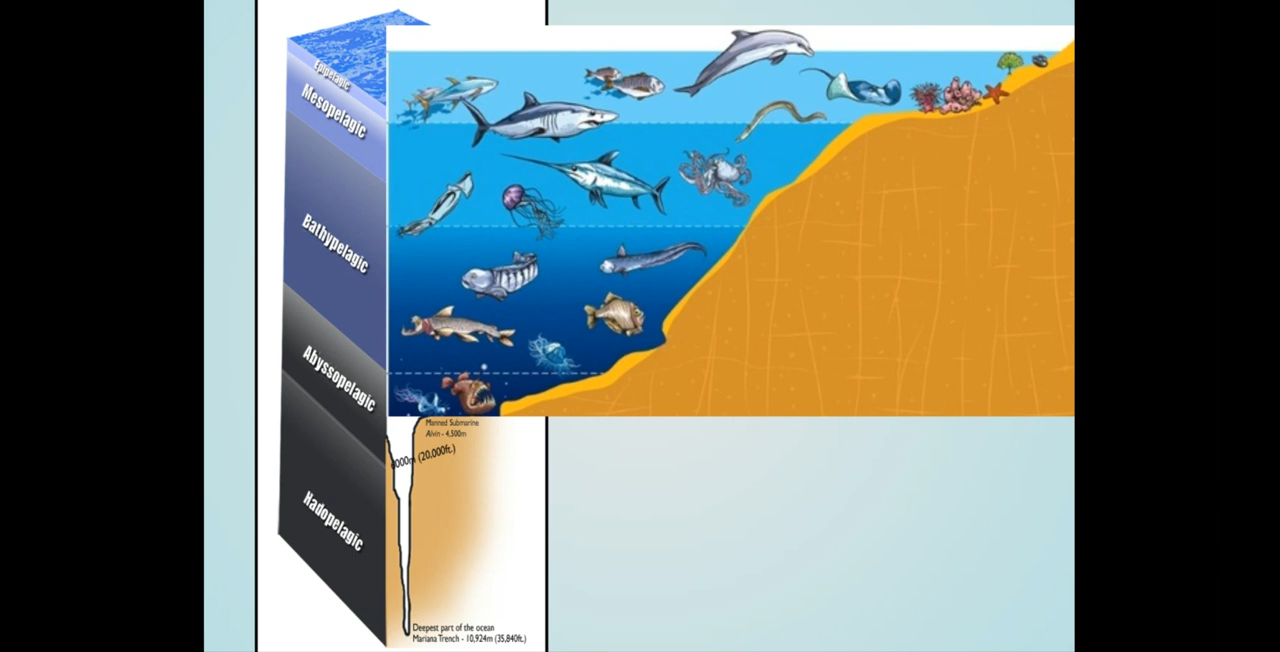 Epipelagic
Mesopelagic
Bathypelagic
Abyssopelagic
Hadopelagic
Manned Submarine
Alvin - 4,500m
(20,000ft.)
Deepest part of the ocean
Mariana Trench - 10,924m (35,840ft.)